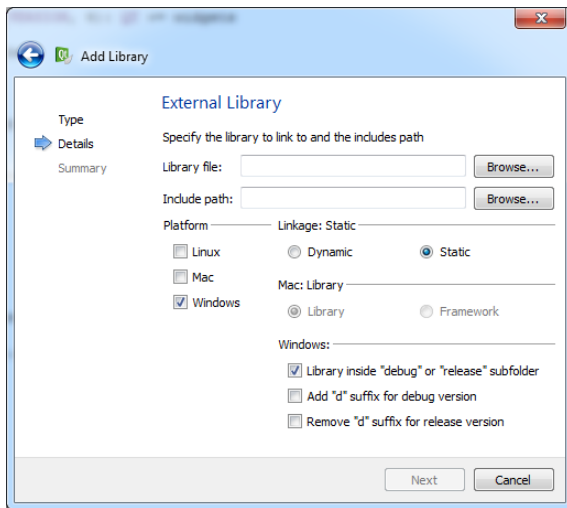 Add Library
External Library
Type
Details
Summary
Specify the library to link to and the includes path
Library file:
Browse...
Include path:
Browse...
Platform
Linux
Mac
Windows
Linkage: Static
Dynamic
Static
Mac: Library
Library
Framework
Windows:
Library inside "debug" or "release" subfolder
Add "d" suffix for debug version
Remove "d" suffix for release version
Next
Cancel